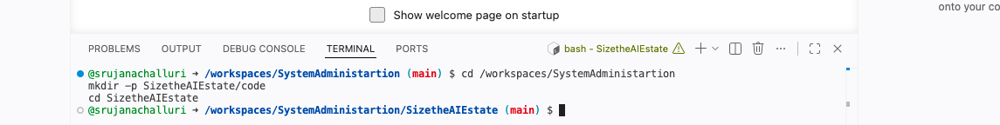 Show welcome page on startup
onto your co
PROBLEMS OUTPUT DEBUG CONSOLE TERMINAL PORTS bash - SizetheAIEstate
@srujanachalluri ➜ /workspaces/SystemAdministartion (main) $ cd /workspaces/SystemAdministartion
mkdir -p SizetheAIEstate/code
cd SizetheAIEstate
@srujanachalluri ➜ /workspaces/SystemAdministartion/SizetheAIEstate (main) $